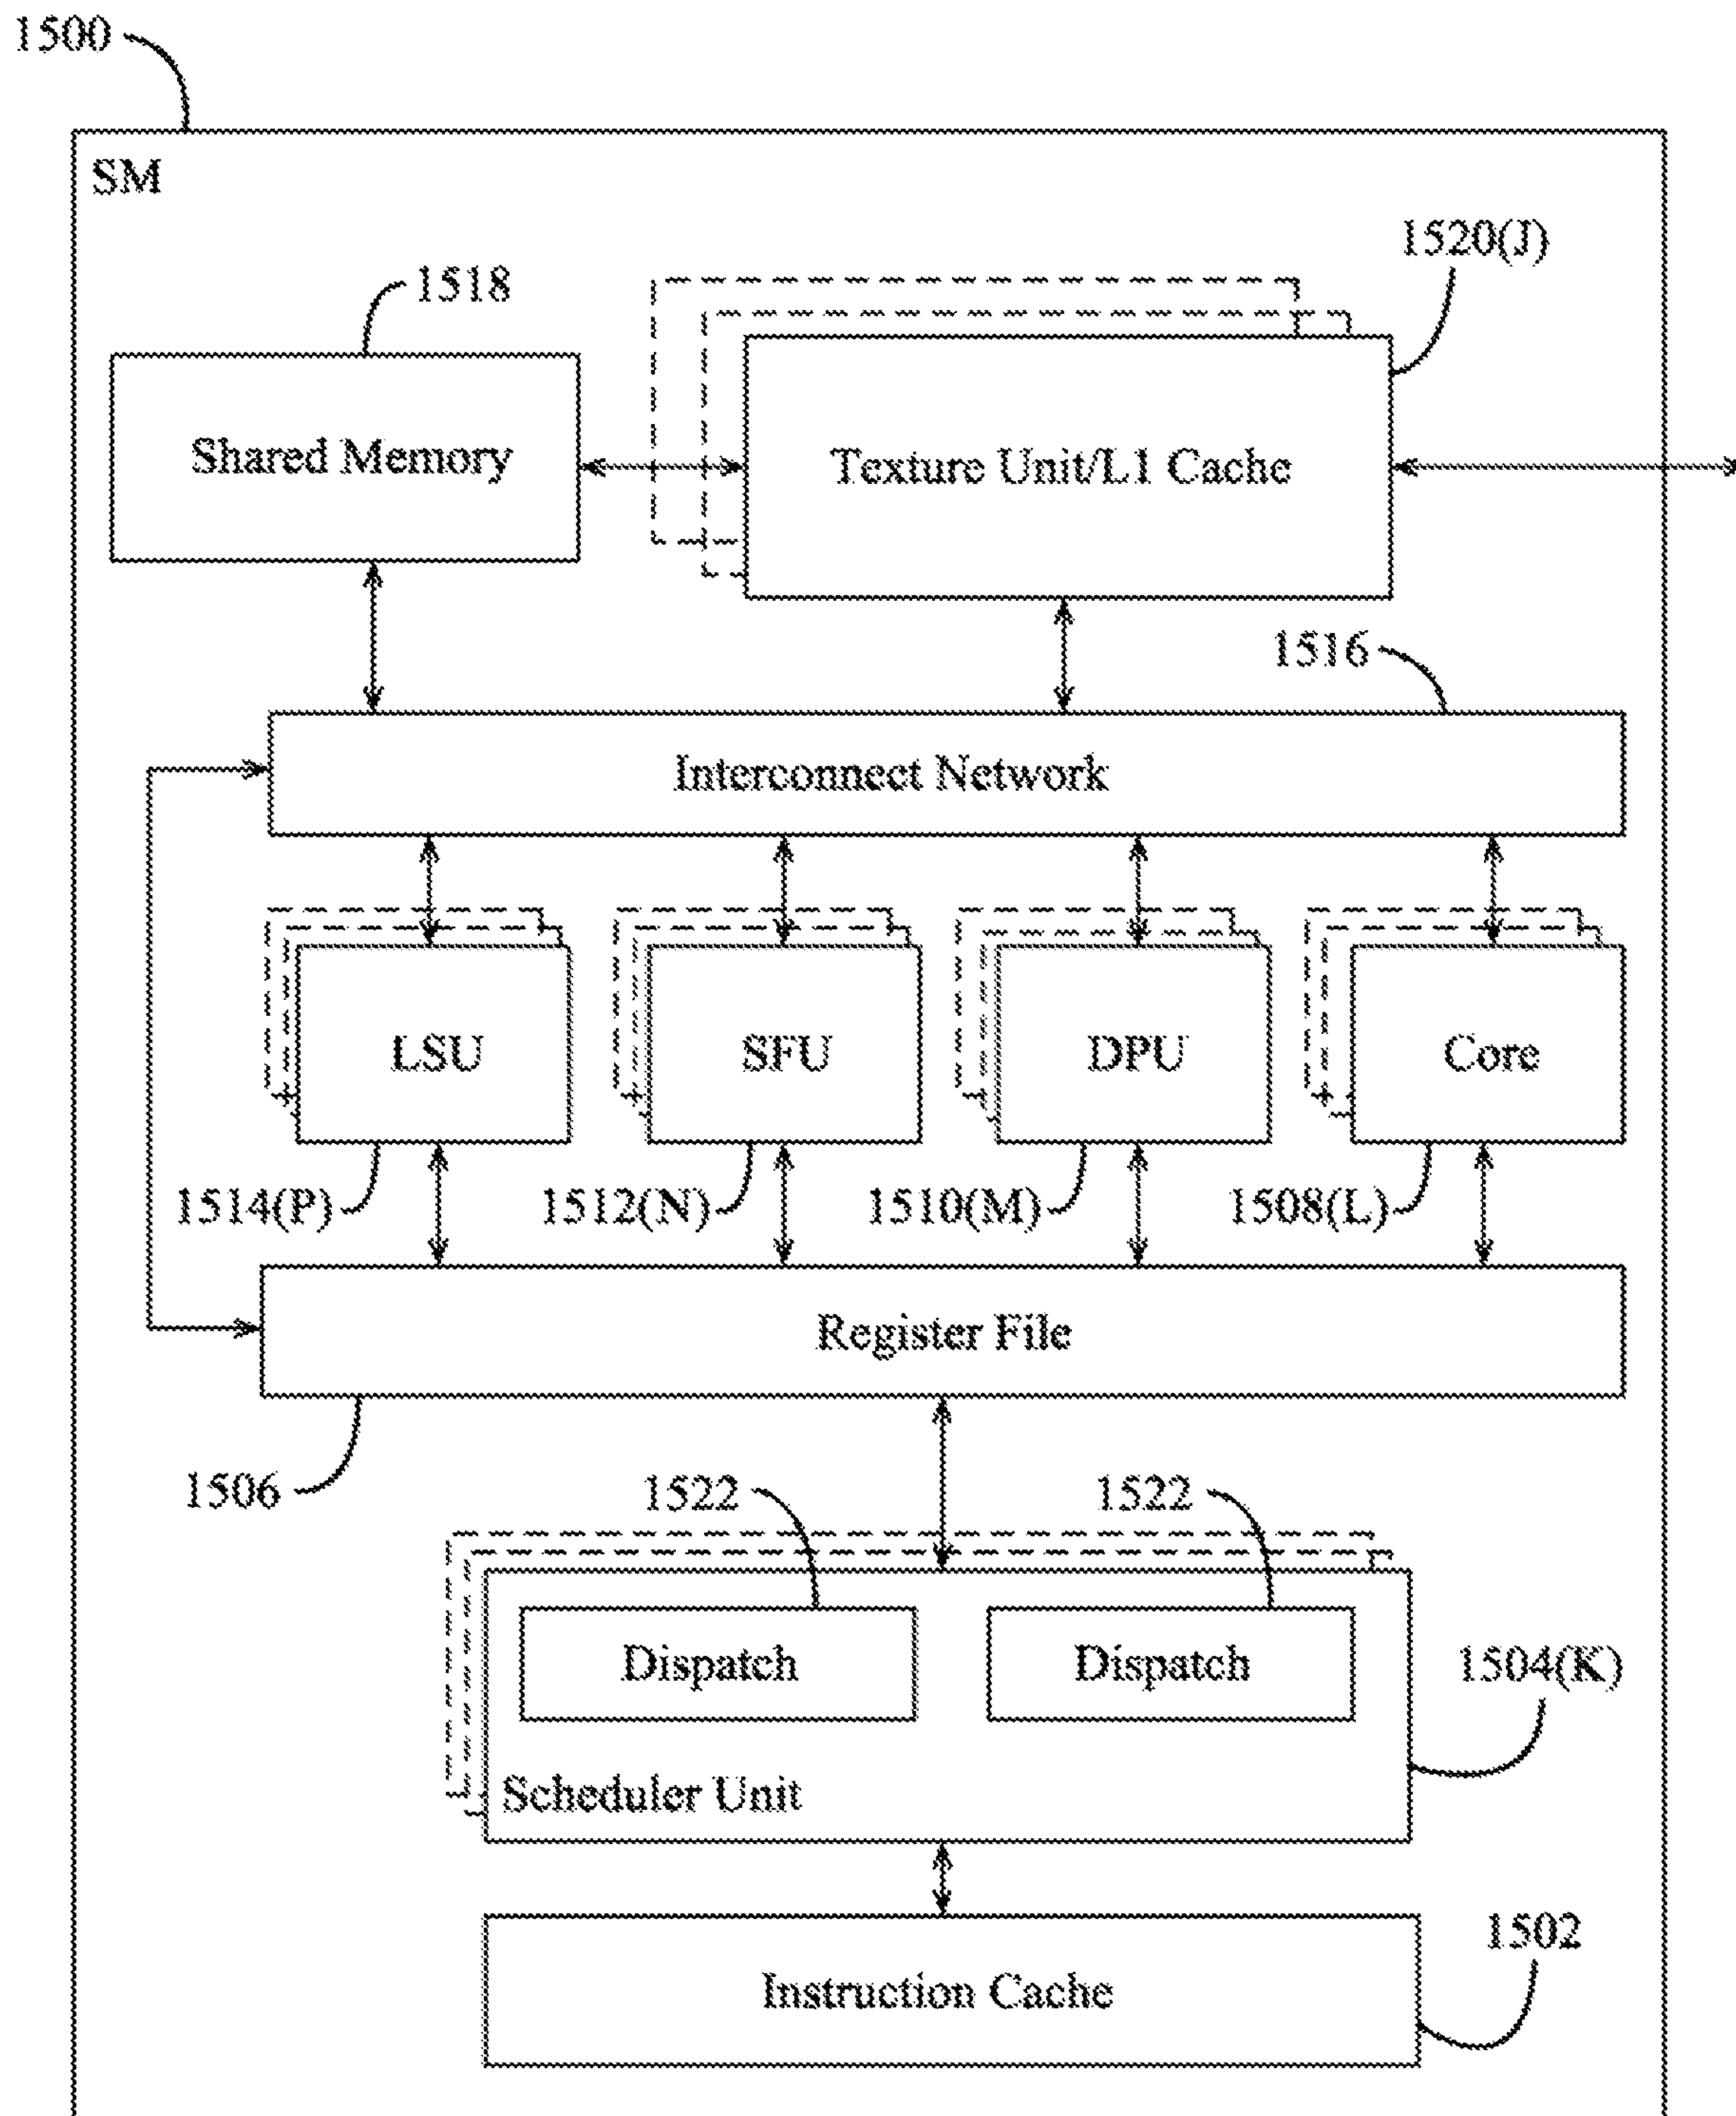 1500
SM
1520(J)
1518
Shared Memory
Texture Unit/L1 Cache
1516
Interconnect Network
LSU
SFU
DPU
Core
1514(P)
1512(N)
1510(M)
1508(L)
Register File
1506
1522
1522
Dispatch
Dispatch
1504(K)
Scheduler Unit
1502
Instruction Cache